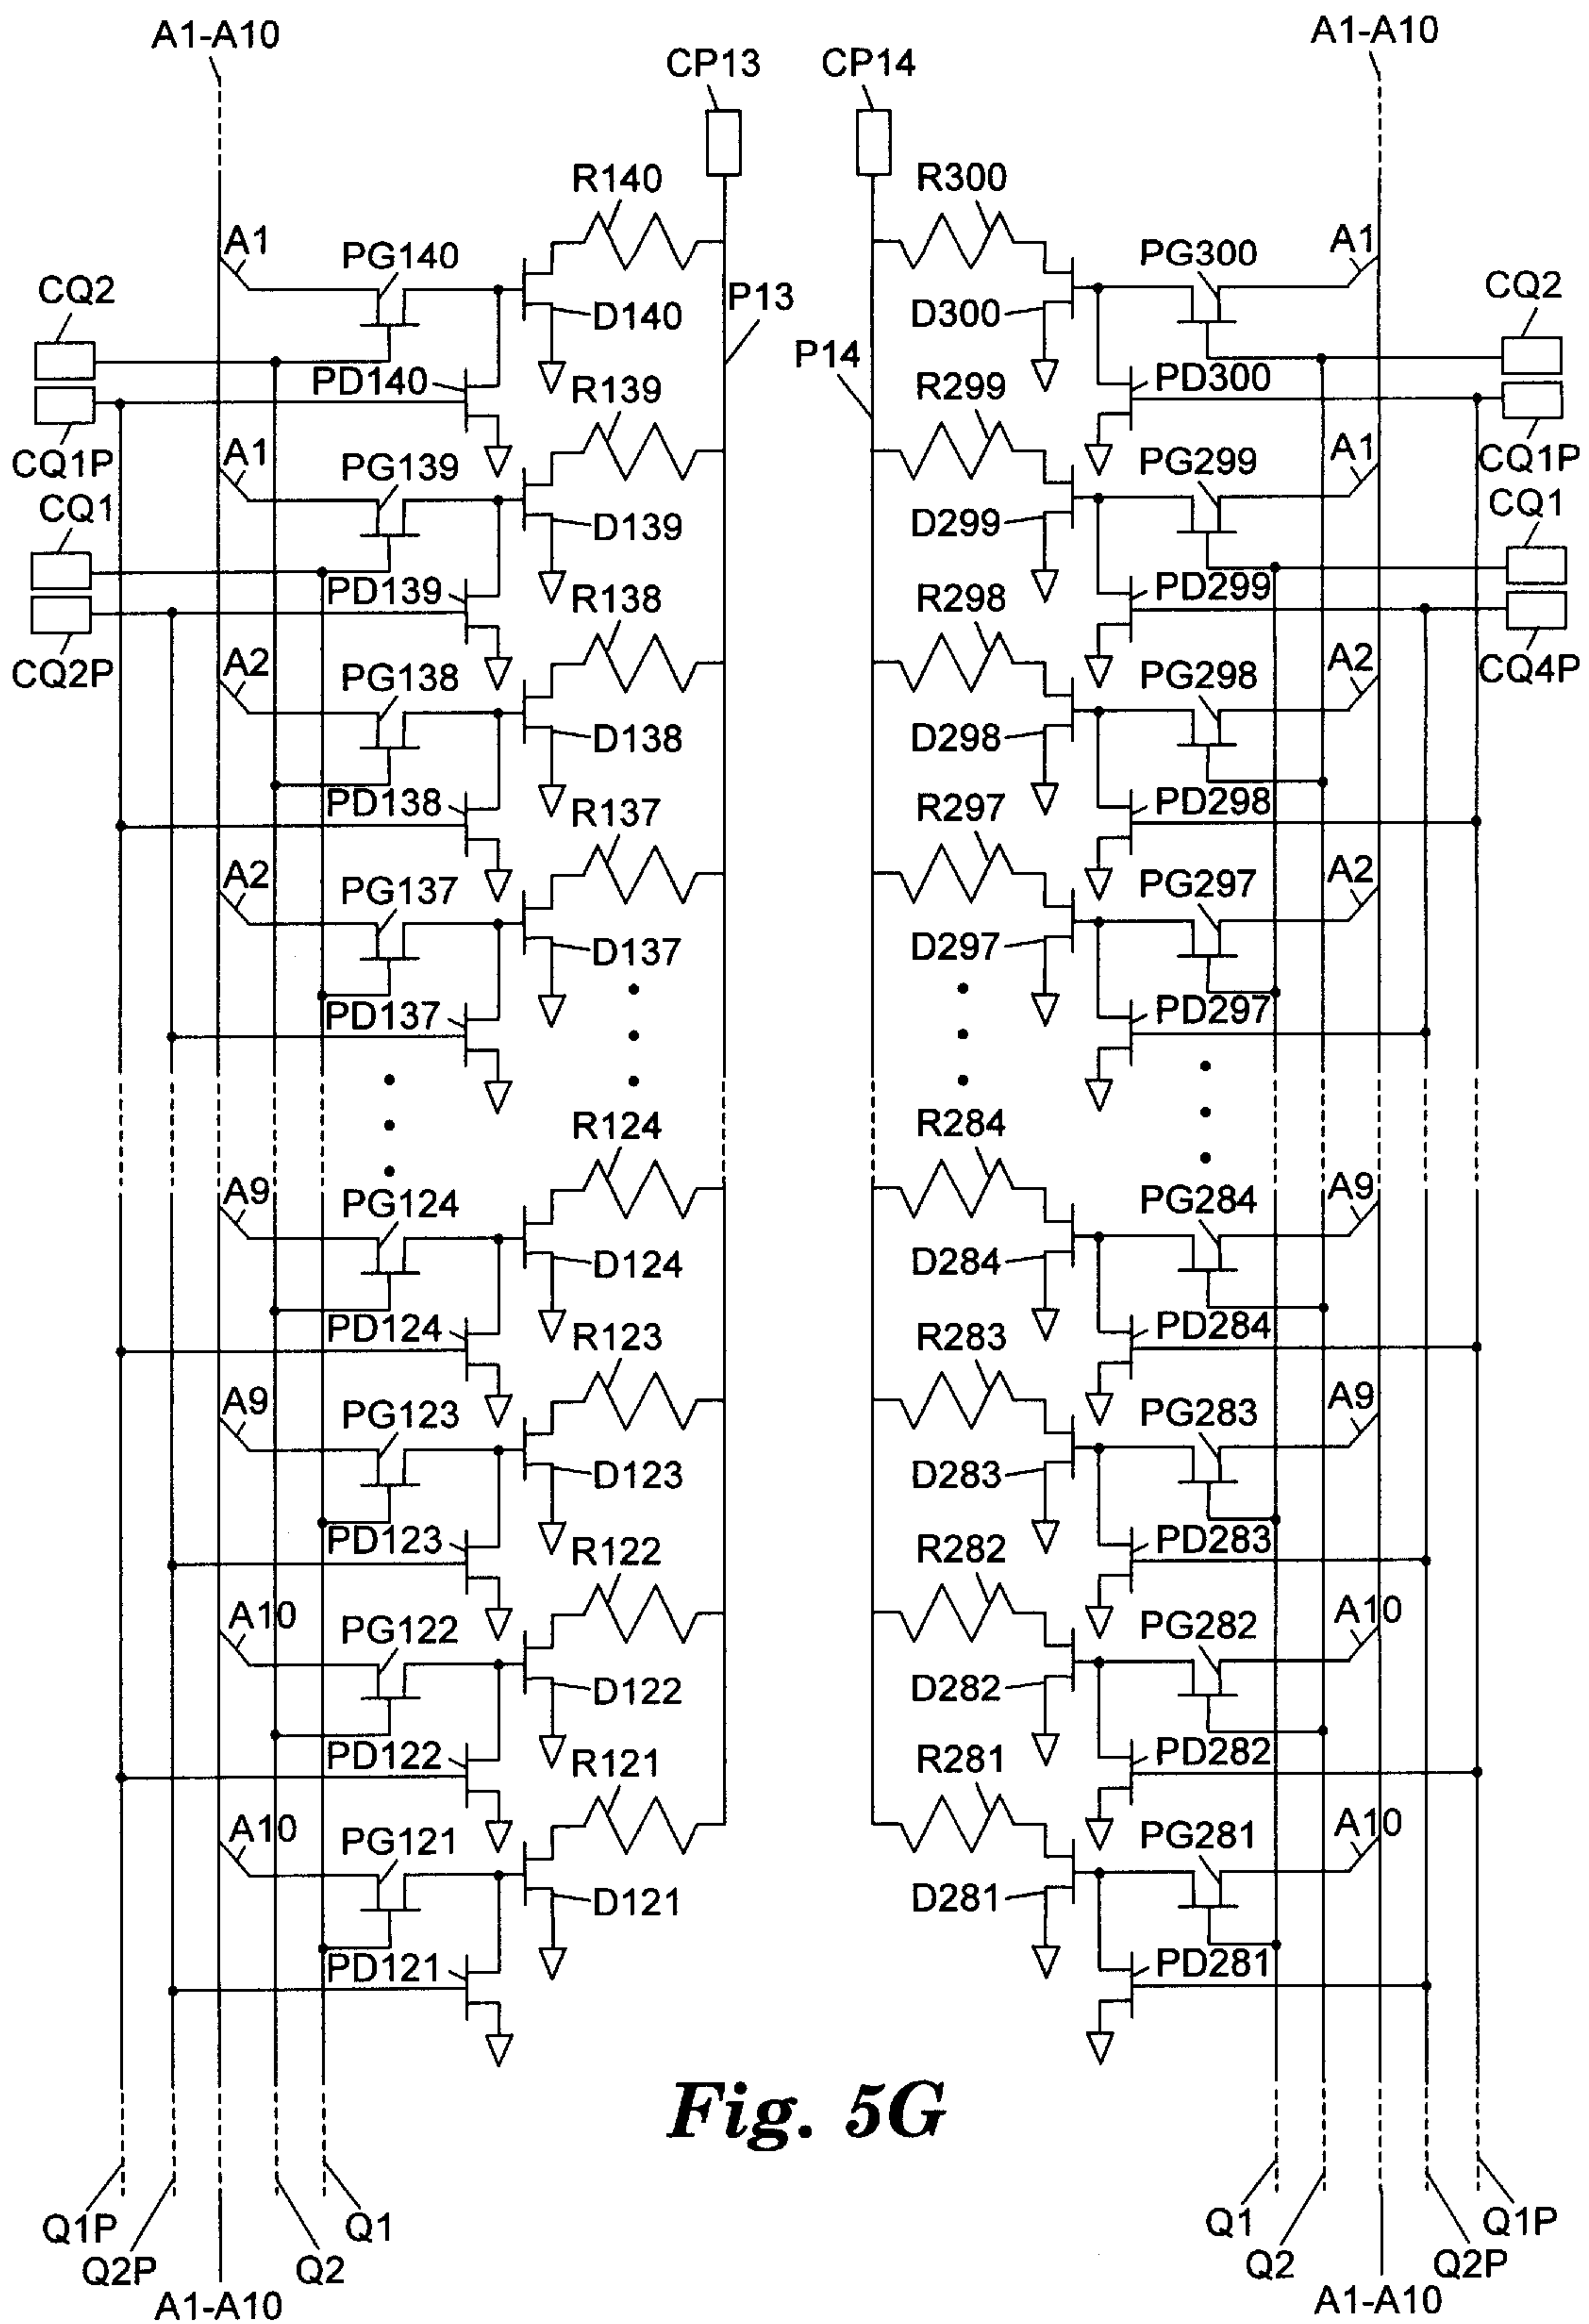 A1-A10
A1-A10
CP13
CP14
R140
R300
A1
PG140
PG300
A1
CQ2
CQ2
P13
D140
D300
P14
PD140
PD300
R139
R299
CQ1P
CQ1P
A1
PG139
PG299
A1
CQ1
CQ1
D139
D299
PD139
PD299
R138
R298
CQ2P
CQ4P
A2
PG138
PG298
A2
D138
D298
PD138
PD298
R137
R297
A2
PG137
PG297
A2
D137
D297
PD137
PD297
R124
R284
A9
PG124
PG284
A9
D124
D284
PD124
PD284
R123
R283
A9
PG123
PG283
A9
D123
D283
PD123
PD283
R122
R282
A10
PG122
PG282
A10
D122
D282
PD122
PD282
R121
R281
A10
PG121
PG281
A10
D121
D281
PD121
PD281
Fig. 5G
Q1P
Q1
Q1
Q1P
Q2P
Q2
Q2
Q2P
A1-A10
A1-A10